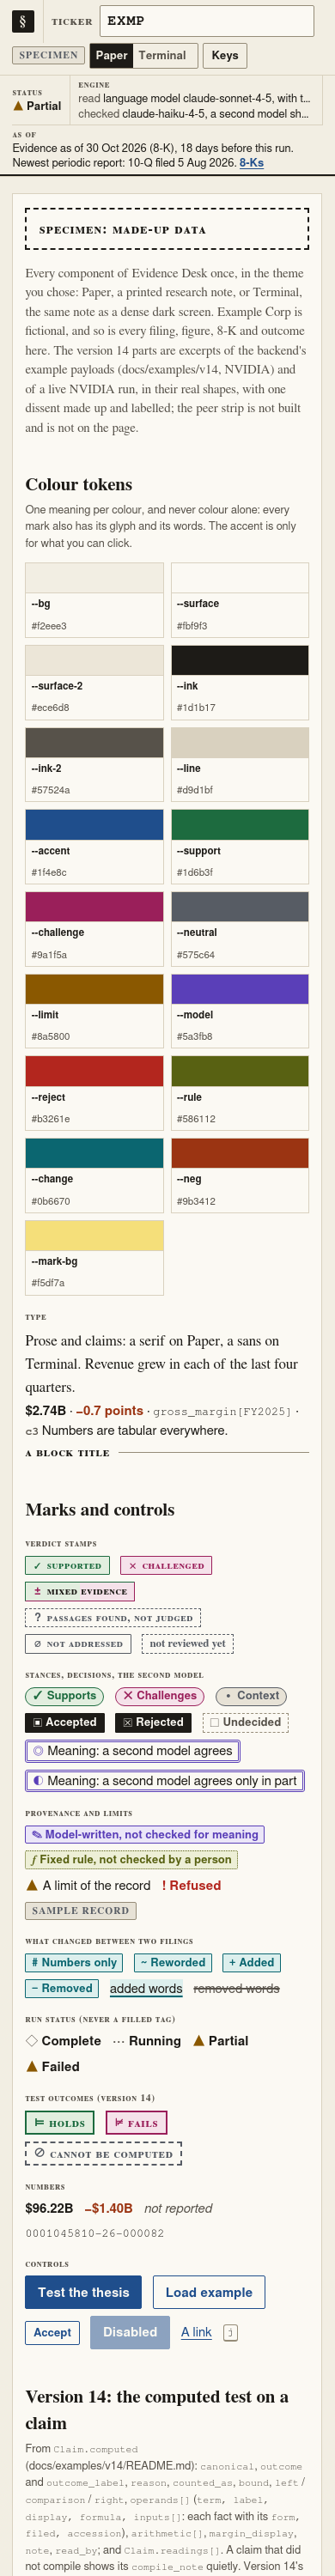 § TICKER EXMP
SPECIMEN Paper Terminal Keys
STATUS
▲ Partial
ENGINE
read language model claude-sonnet-4-5, with t…
checked claude-haiku-4-5, a second model sh…
AS OF
Evidence as of 30 Oct 2026 (8-K), 18 days before this run.
Newest periodic report: 10-Q filed 5 Aug 2026. 8-Ks
SPECIMEN: MADE-UP DATA
Every component of Evidence Desk once, in the theme
you chose: Paper, a printed research note, or Terminal,
the same note as a dense dark screen. Example Corp is
fictional, and so is every filing, figure, 8-K and outcome
here. The version 14 parts are excerpts of the backend's
example payloads (docs/examples/v14, NVIDIA) and
of a live NVIDIA run, in their real shapes, with one
dissent made up and labelled; the peer strip is not built
and is not on the page.
Colour tokens
One meaning per colour, and never colour alone: every
mark also has its glyph and its words. The accent is only
for what you click.
--bg
#f2eee3
--surface
#fbf9f3
--surface-2
#ece6d8
--ink
#1d1b17
--ink-2
#57524a
--line
#d9d1bf
--accent
#1f4e8c
--support
#1d6b3f
--challenge
#9a1f5a
--neutral
#575c64
--limit
#8a5800
--model
#5a3fb8
--reject
#b3261e
--rule
#586112
--change
#0b6670
--neg
#9b3412
--mark-bg
#f5df7a
TYPE
Prose and claims: a serif on Paper, a sans on
Terminal. Revenue grew in each of the last four
quarters.
$2.74B · −0.7 points · gross_margin[FY2025] ·
c3 Numbers are tabular everywhere.
A BLOCK TITLE
Marks and controls
VERDICT STAMPS
✓ SUPPORTED ✕ CHALLENGED
± MIXED EVIDENCE
? PASSAGES FOUND, NOT JUDGED
∅ NOT ADDRESSED not reviewed yet
STANCES, DECISIONS, THE SECOND MODEL
✓ Supports ✕ Challenges • Context
▣ Accepted ☒ Rejected □ Undecided
◎ Meaning: a second model agrees
◐ Meaning: a second model agrees only in part
PROVENANCE AND LIMITS
✎ Model-written, not checked for meaning
ƒ Fixed rule, not checked by a person
▲ A limit of the record ! Refused
SAMPLE RECORD
WHAT CHANGED BETWEEN TWO FILINGS
# Numbers only ~ Reworded + Added
− Removed added words removed words
RUN STATUS (NEVER A FILLED TAG)
◇ Complete ⋯ Running ▲ Partial
▲ Failed
TEST OUTCOMES (VERSION 14)
⊨ HOLDS ⊭ FAILS
⊘ CANNOT BE COMPUTED
NUMBERS
$96.22B −$1.40B not reported
0001045810-26-000082
CONTROLS
Test the thesis Load example
Accept Disabled A link j
Version 14: the computed test on a
claim
From Claim.computed
(docs/examples/v14/README.md): canonical, outcome
and outcome_label, reason, counted_as, bound, left /
comparison / right, operands[] (term, label,
display, formula, inputs[]: each fact with its form,
filed, accession), arithmetic[], margin_display,
note, read_by; and Claim.readings[]. A claim that did
not compile shows its compile_note quietly. Version 14's